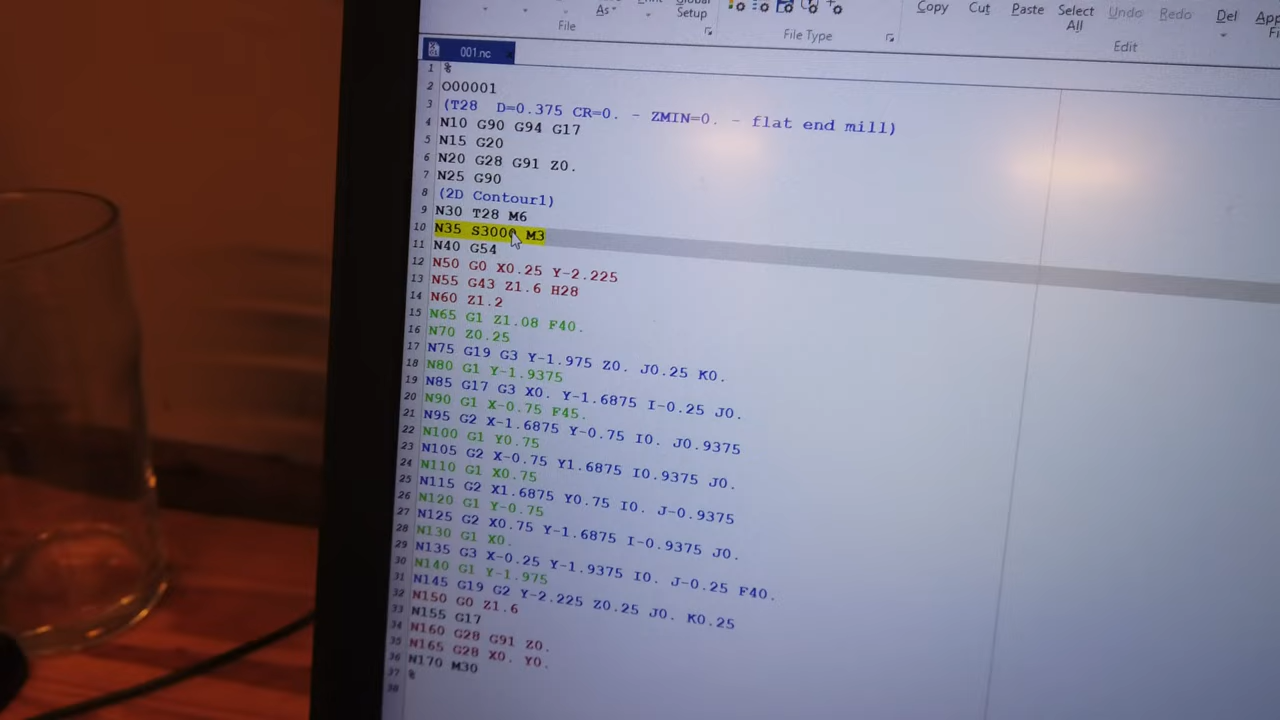 As
Setup
Copy Cut Paste Select All Undo Redo Del
File File Type Edit
001.nc
1 %
2 O00001
3 (T28 D=0.375 CR=0. - ZMIN=0. - flat end mill)
4 N10 G90 G94 G17
5 N15 G20
6 N20 G28 G91 Z0.
7 N25 G90
8 (2D Contour1)
9 N30 T28 M6
10 N35 S3000 M3
11 N40 G54
12 N50 G0 X0.25 Y-2.225
13 N55 G43 Z1.6 H28
14 N60 Z1.2
15 N65 G1 Z1.08 F40.
16 N70 Z0.25
17 N75 G19 G3 Y-1.975 Z0. J0.25 K0.
18 N80 G1 Y-1.9375
19 N85 G17 G3 X0. Y-1.6875 I-0.25 J0.
20 N90 G1 X-0.75 F45.
21 N95 G2 X-1.6875 Y-0.75 I0. J0.9375
22 N100 G1 Y0.75
23 N105 G2 X-0.75 Y1.6875 I0.9375 J0.
24 N110 G1 X0.75
25 N115 G2 X1.6875 Y0.75 I0. J-0.9375
26 N120 G1 Y-0.75
27 N125 G2 X0.75 Y-1.6875 I-0.9375 J0.
28 N130 G1 X0.
29 N135 G3 X-0.25 Y-1.9375 I0. J-0.25 F40.
30 N140 G1 Y-1.975
31 N145 G19 G2 Y-2.225 Z0.25 J0. K0.25
32 N150 G0 Z1.6
33 N155 G17
34 N160 G28 G91 Z0.
35 N165 G28 X0. Y0.
36 N170 M30
37 %
38